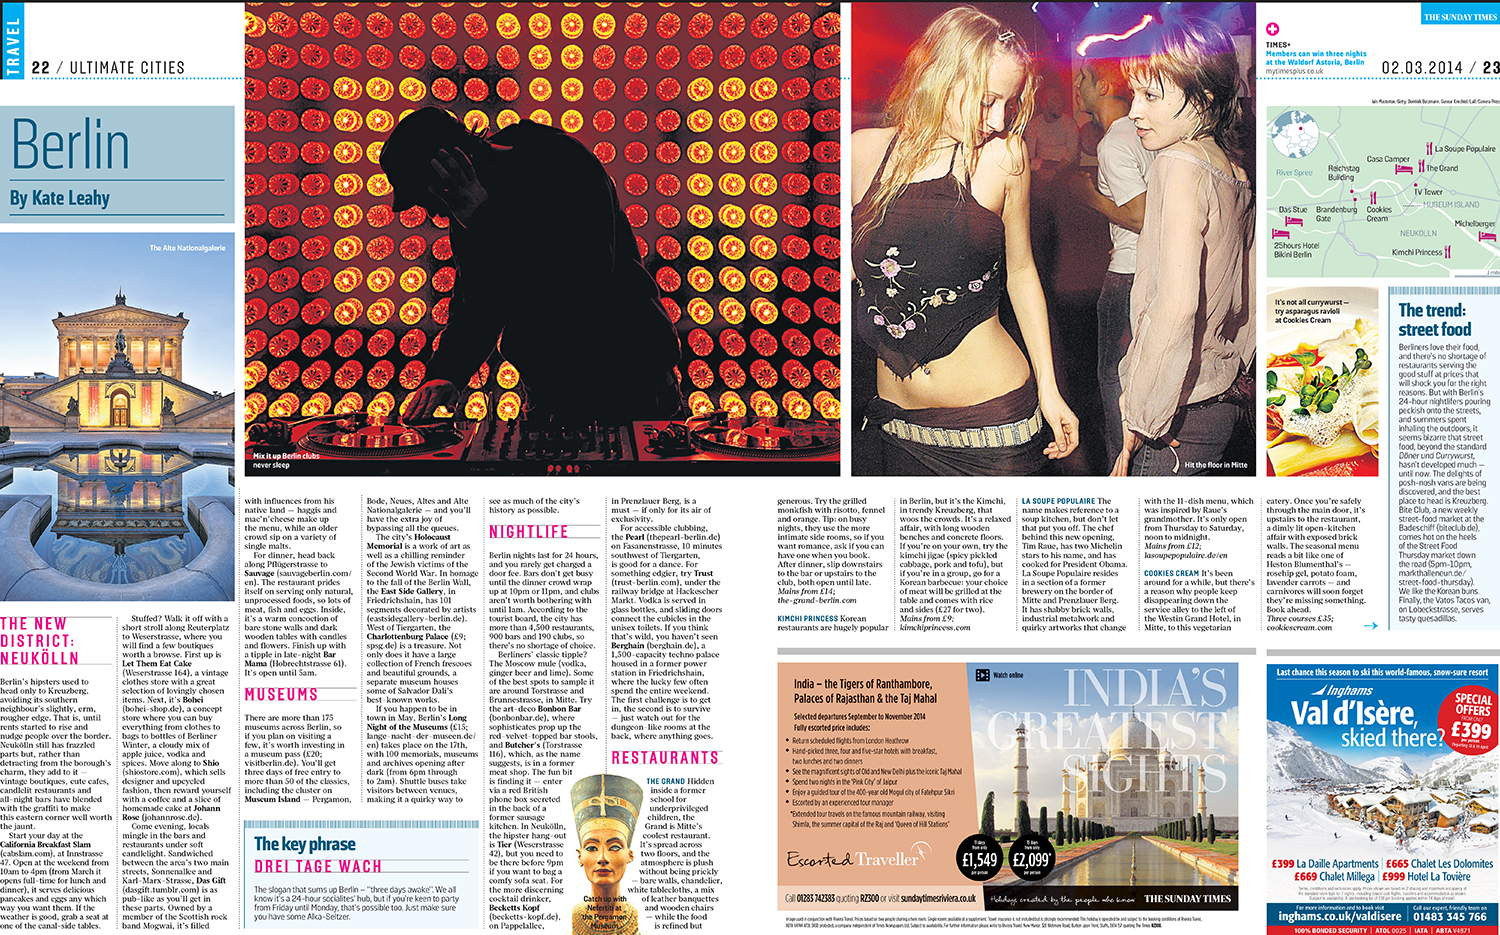 TRAVEL
22 / ULTIMATE CITIES
Berlin
By Kate Leahy
The Alte Nationalgalerie
Mix it up Berlin clubs
never sleep
Hit the floor in Mitte
THE SUNDAY TIMES
TIMES+
Members can win three nights
at the Waldorf Astoria, Berlin
mytimesplus.co.uk
02.03.2014 / 23
THE NEW
DISTRICT:
NEUKÖLLN
Berlin's hipsters used to
head only to Kreuzberg,
avoiding its southern
neighbour's slightly, erm,
rougher edge. That is, until
rents started to rise and
nudge people over the border.
Neukölln still has frazzled
parts but, rather than
detracting from the borough's
charm, they add to it —
vintage boutiques, cute cafes,
candlelit restaurants and
all-night bars have blended
with the graffiti to make
this eastern corner well worth
the jaunt.
Start your day at the
California Breakfast Slam
(cabslam.com), at Innstrasse
47. Open at the weekend from
10am to 4pm (from March it
opens full-time for lunch and
dinner), it serves delicious
pancakes and eggs any which
way you want them. If the
weather is good, grab a seat at
one of the canal-side tables.
Stuffed? Walk it off with a
short stroll along Reuterplatz
to Weserstrasse, where you
will find a few boutiques
worth a browse. First up is
Let Them Eat Cake
(Weserstrasse 164), a vintage
clothes store with a great
selection of lovingly chosen
items. Next, it's Bohei
(bohei-shop.de), a concept
store where you can buy
everything from clothes to
bags to bottles of Berliner
Winter, a cloudy mix of
apple juice, vodka and
spices. Move along to Shio
(shiostore.com), which sells
designer and upcycled
fashion, then reward yourself
with a coffee and a slice of
homemade cake at Johann
Rose (johannrose.de).
Come evening, locals
mingle in the bars and
restaurants under soft
candlelight. Sandwiched
between the area's two main
streets, Sonnenallee and
Karl-Marx-Strasse, Das Gift
(dasgift.tumblr.com) is as
pub-like as you'll get in
these parts. Owned by a
member of the Scottish rock
band Mogwai, it's filled
with influences from his
native land — haggis and
mac'n'cheese make up
the menu, while an older
crowd sip on a variety of
single malts.
For dinner, head back
along Pflügerstrasse to
Sauvage (sauvageberlin.com/
en). The restaurant prides
itself on serving only natural,
unprocessed foods, so lots of
meat, fish and eggs. Inside,
it's a warm conception of
bare stone walls and dark
wooden tables with candles
and flowers. Finish up with
a tipple in late-night Bar
Mama (Hobrechtstrasse 61).
It's open until 5am.
MUSEUMS
There are more than 175
museums across Berlin, so
if you plan on visiting a
few, it's worth investing in
a museum pass (£20;
visitberlin.de). You'll get
three days of free entry to
more than 50 of the classics,
including the cluster on
Museum Island — Pergamon,
Bode, Neues, Altes and Alte
Nationalgalerie — and you'll
have the extra joy of
bypassing all the queues.
The city's Holocaust
Memorial is a work of art as
well as a chilling reminder
of the Jewish victims of the
Second World War. In homage
to the fall of the Berlin Wall,
the East Side Gallery, in
Friedrichshain, has 101
segments decorated by artists
(eastsidegallery-berlin.de).
West of Tiergarten, the
Charlottenburg Palace (£9;
spsg.de) is a treasure. Not
only does it have a large
collection of French frescoes
and beautiful grounds, a
separate museum houses
some of Salvador Dali's
best-known works.
If you happen to be in
town in May, Berlin's Long
Night of the Museums (£15;
lange-nacht-der-museen.de/
en) takes place on the 17th,
with 100 memorials, museums
and archives opening after
dark (from 6pm through
to 2am). Shuttle buses take
visitors between venues,
making it a quirky way to
The key phrase
DREI TAGE WACH
The slogan that sums up Berlin — "three days awake". We all
know it's a 24-hour socialites' hub, but if you're keen to party
from Friday until Monday, that's possible too. Just make sure
you have some Alka-Seltzer.
see as much of the city's
history as possible.
NIGHTLIFE
Berlin nights last for 24 hours,
and you rarely get charged a
door fee. Bars don't get busy
until the dinner crowd wrap
up at 10pm or 11pm, and clubs
aren't worth bothering with
until 1am. According to the
tourist board, the city has
more than 4,500 restaurants,
900 bars and 190 clubs, so
there's no shortage of choice.
Berliners' classic tipple?
The Moscow mule (vodka,
ginger beer and lime). Some
of the best spots to sample it
are around Torstrasse and
Brunnestrasse, in Mitte. Try
the art-deco Bonbon Bar
(bonbonbar.de), where
sophisticates prop up the
red-velvet-topped bar stools,
and Butcher's (Torstrasse
116), which, as the name
suggests, is in a former
meat shop. The fun bit
is finding it — enter
via a red British
phone box secreted
in the back of a
former sausage
kitchen. In Neukölln,
the hipster hang-out
is Tier (Weserstrasse
42), but you need to
be there before 9pm
if you want to bag a
comfy sofa seat. For
the more discerning
cocktail drinker,
Becketts Kopf
(becketts-kopf.de),
on Pappelallee,
Catch up with
Nefertiti at
the Pergamon
Museum
in Prenzlauer Berg, is a
must — if only for its air of
exclusivity.
For accessible clubbing,
the Pearl (thepearl-berlin.de)
on Fasanenstrasse, 10 minutes
southwest of Tiergarten,
is good for a dance. For
something edgier, try Trust
(trust-berlin.com), under the
railway bridge at Hackescher
Markt. Vodka is served in
glass bottles, and sliding doors
connect the cubicles in the
unisex toilets. If you think
that's wild, you haven't seen
Berghain (berghain.de), a
1,500-capacity techno palace
housed in a former power
station in Friedrichshain,
where the lucky few often
spend the entire weekend.
The first challenge is to get
in, the second is to survive
— just watch out for the
dungeon-like rooms at the
back, where anything goes.
RESTAURANTS
THE GRAND Hidden
inside a former
school for
underprivileged
children, the
Grand is Mitte's
coolest restaurant.
It's spread across
two floors, and the
atmosphere is plush
without being prickly
— bare walls, chandelier,
white tablecloths, a mix
of leather banquettes
and wooden chairs
— while the food
is refined but
generous. Try the grilled
monkfish with risotto, fennel
and orange. Tip: on busy
nights, they use the more
intimate side rooms, so if you
want romance, ask if you can
have one when you book.
After dinner, slip downstairs
to the bar or upstairs to the
club, both open until late.
Mains from £14;
the-grand-berlin.com
KIMCHI PRINCESS Korean
restaurants are hugely popular
in Berlin, but it's the Kimchi,
in trendy Kreuzberg, that
woos the crowds. It's a relaxed
affair, with long wooden
benches and concrete floors.
If you're on your own, try the
kimchi jigae (spicy pickled
cabbage, pork and tofu), but
if you're in a group, go for a
Korean barbecue: your choice
of meat will be grilled at the
table and comes with rice
and sides (£27 for two).
Mains from £9;
kimchiprincess.com
LA SOUPE POPULAIRE The
name makes reference to a
soup kitchen, but don't let
that put you off. The chef
behind this new opening,
Tim Raue, has two Michelin
stars to his name, and has
cooked for President Obama.
La Soupe Populaire resides
in a section of a former
brewery on the border of
Mitte and Prenzlauer Berg.
It has shabby brick walls,
industrial metalwork and
quirky artworks that change
with the 11-dish menu, which
was inspired by Raue's
grandmother. It's only open
from Thursday to Saturday,
noon to midnight.
Mains from £12;
lasoupepopulaire.de/en
COOKIES CREAM It's been
around for a while, but there's
a reason why people keep
disappearing down the
service alley to the left of
the Westin Grand Hotel, in
Mitte, to this vegetarian
eatery. Once you're safely
through the main door, it's
upstairs to the restaurant,
a dimly lit open-kitchen
affair with exposed brick
walls. The seasonal menu
reads a bit like one of
Heston Blumenthal's —
rosehip gel, potato foam,
lavender carrots — and
carnivores will soon forget
they're missing something.
Book ahead.
Three courses £35;
cookiescream.com
River Spree
La Soupe Populaire
Casa Camper
The Grand
Reichstag
Building
TV Tower
MUSEUM ISLAND
Das Stue
Brandenburg
Gate
Cookies
Cream
Michelberger
NEUKOLLN
25hours Hotel
Bikini Berlin
Kimchi Princess
It's not all currywurst —
try asparagus ravioli
at Cookies Cream
The trend:
street food
Berliners love their food,
and there's no shortage of
restaurants serving the
good stuff at prices that
will shock you for the right
reasons. But with Berlin's
24-hour nightlifers pouring
peckish onto the streets,
and summers spent
inhaling the outdoors, it
seems bizarre that street
food, beyond the standard
Döner und Currywurst,
hasn't developed much —
until now. The delights of
posh-nosh vans are being
discovered, and the best
place to head is Kreuzberg.
Bite Club, a new weekly
street-food market at the
Badeschiff (biteclub.de),
comes hot on the heels
of the Street Food
Thursday market down
the road (5pm-10pm,
markthalleneun.de/
street-food-thursday).
We like the Korean buns.
Finally, the Vatos Tacos van,
on Lobeckstrasse, serves
tasty quesadillas.
India – the Tigers of Ranthambore,
Palaces of Rajasthan & the Taj Mahal
Selected departures September to November 2014
Fully escorted price includes:
• Return scheduled flights from London Heathrow
• Hand-picked three, four and five-star hotels with breakfast,
two lunches and two dinners
• See the magnificent sights of Old and New Delhi plus the iconic Taj Mahal
• Spend two nights in the 'Pink City' of Jaipur
• Enjoy a guided tour of the 400-year old Mogul city of Fatehpur Sikri
• Escorted by an experienced tour manager
*Extended tour travels on the famous mountain railway, visiting
Shimla, the summer capital of the Raj and 'Queen of Hill Stations'
Escorted Traveller
Watch online
INDIA'S
GREATEST
SIGHTS
11 days
from only
£1,549
per person
15 days
from only
£2,099*
per person
Call 01283 742383 quoting RZ300 or visit sundaytimesriviera.co.uk
Holidays created by the people who know
THE SUNDAY TIMES
Last chance this season to ski this world-famous, snow-sure resort
Inghams
Val d'Isère,
skied there?
SPECIAL
OFFERS
FROM ONLY
£399
per person
£399 La Daille Apartments | £665 Chalet Les Dolomites
£669 Chalet Millega | £999 Hotel La Tovière
For more information and to book visit
inghams.co.uk/valdisere
Call our expert, friendly team on
01483 345 766
100% BONDED SECURITY | ATOL 0025 | IATA | ABTA V4871